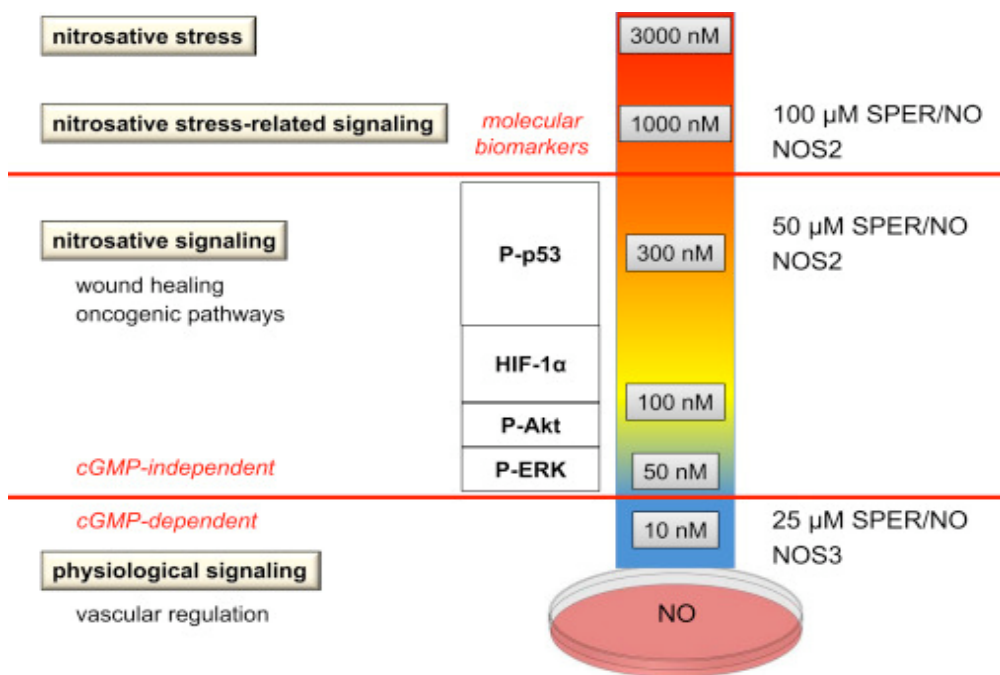 nitrosative stress
3000 nM
nitrosative stress-related signaling
molecular
biomarkers
1000 nM
100 µM SPER/NO
NOS2
nitrosative signaling
wound healing
oncogenic pathways
P-p53
300 nM
50 µM SPER/NO
NOS2
HIF-1α
100 nM
P-Akt
cGMP-independent
P-ERK
50 nM
cGMP-dependent
10 nM
25 µM SPER/NO
NOS3
physiological signaling
vascular regulation
NO